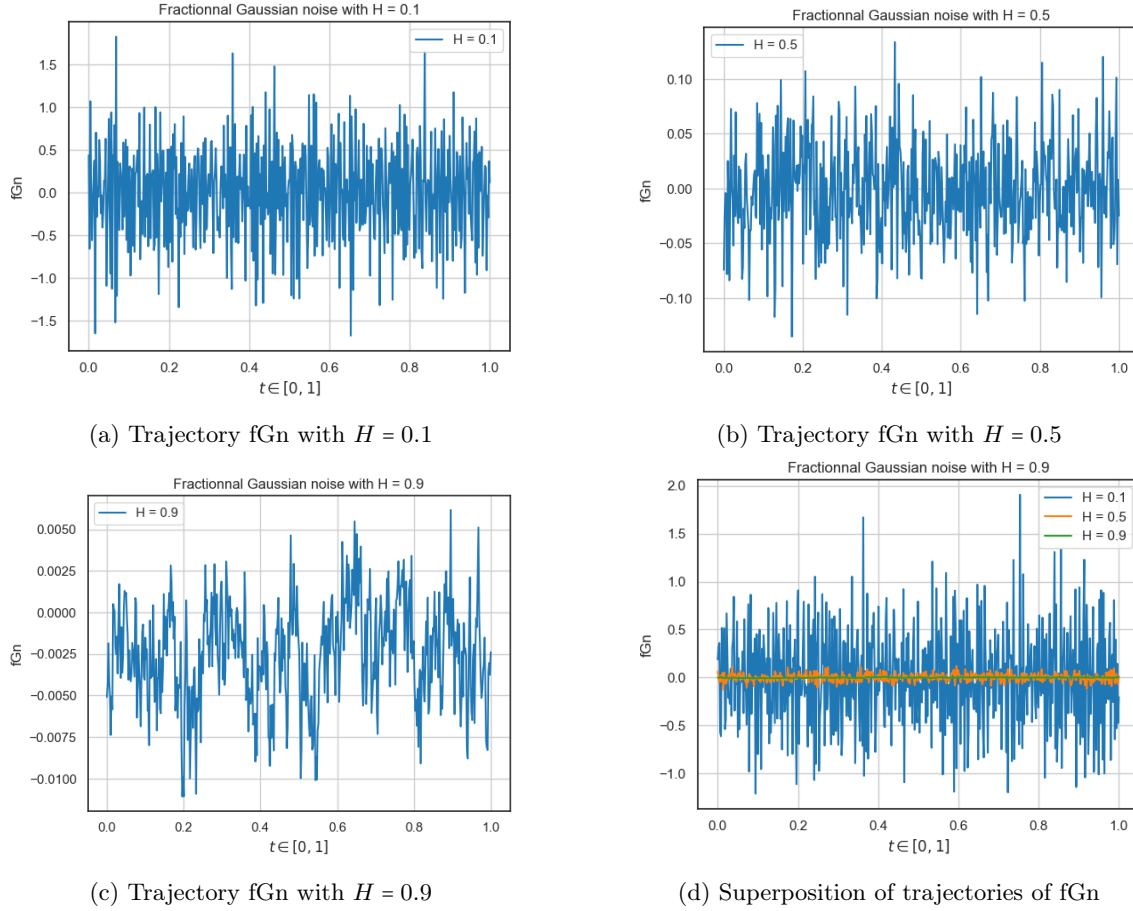 Fractionnal Gaussian noise with H = 0.1
H = 0.1
1.5
1.0
0.5
0.0
−0.5
−1.0
−1.5
fGn
0.0 0.2 0.4 0.6 0.8 1.0
t ∈ [0, 1]
(a) Trajectory fGn with H = 0.1
Fractionnal Gaussian noise with H = 0.5
H = 0.5
0.10
0.05
0.00
−0.05
−0.10
fGn
0.0 0.2 0.4 0.6 0.8 1.0
t ∈ [0, 1]
(b) Trajectory fGn with H = 0.5
Fractionnal Gaussian noise with H = 0.9
H = 0.9
0.0050
0.0025
0.0000
−0.0025
−0.0050
−0.0075
−0.0100
fGn
0.0 0.2 0.4 0.6 0.8 1.0
t ∈ [0, 1]
(c) Trajectory fGn with H = 0.9
Fractionnal Gaussian noise with H = 0.9
H = 0.1
H = 0.5
H = 0.9
2.0
1.5
1.0
0.5
0.0
−0.5
−1.0
fGn
0.0 0.2 0.4 0.6 0.8 1.0
t ∈ [0, 1]
(d) Superposition of trajectories of fGn